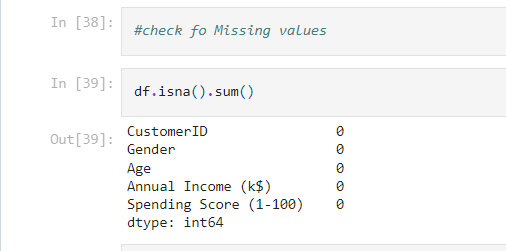 In [38]: #check fo Missing values
In [39]: df.isna().sum()
Out[39]: CustomerID 0
Gender 0
Age 0
Annual Income (k$) 0
Spending Score (1-100) 0
dtype: int64